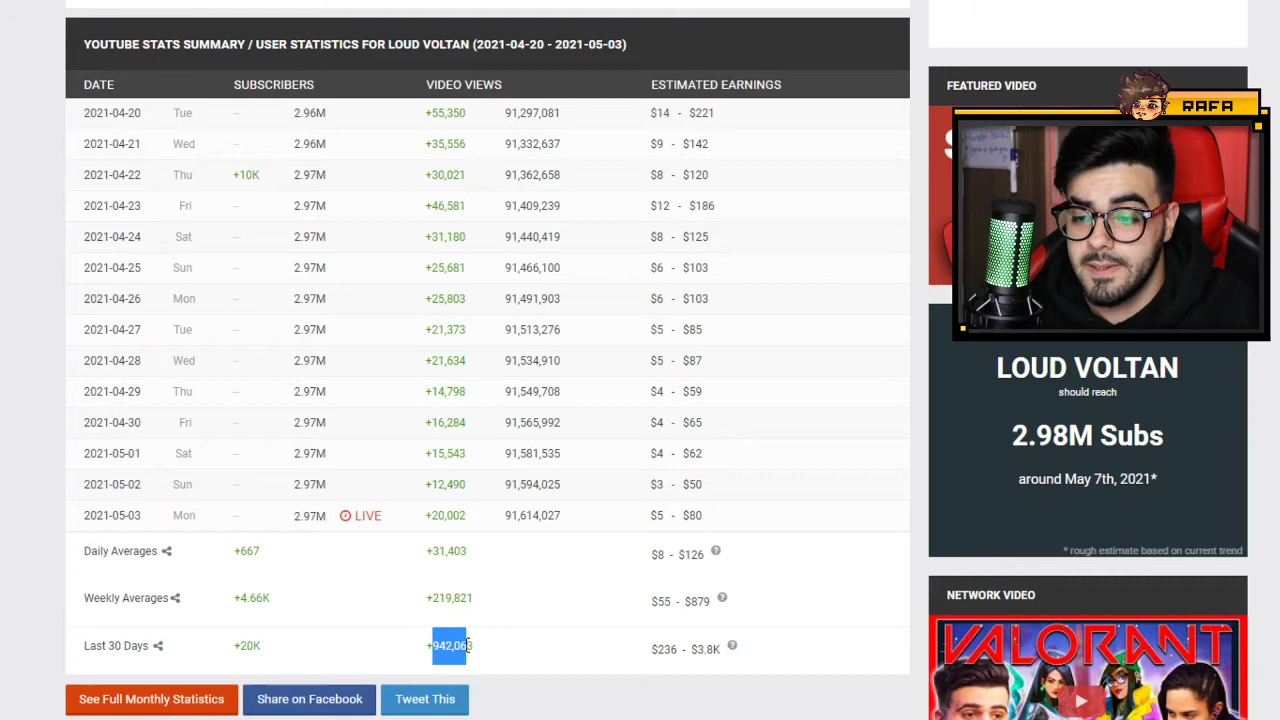 YOUTUBE STATS SUMMARY / USER STATISTICS FOR LOUD VOLTAN (2021-04-20 - 2021-05-03)
DATE SUBSCRIBERS VIDEO VIEWS ESTIMATED EARNINGS
2021-04-20 Tue -- 2.96M +55,350 91,297,081 $14 - $221
2021-04-21 Wed -- 2.96M +35,556 91,332,637 $9 - $142
2021-04-22 Thu +10K 2.97M +30,021 91,362,658 $8 - $120
2021-04-23 Fri -- 2.97M +46,581 91,409,239 $12 - $186
2021-04-24 Sat -- 2.97M +31,180 91,440,419 $8 - $125
2021-04-25 Sun -- 2.97M +25,681 91,466,100 $6 - $103
2021-04-26 Mon -- 2.97M +25,803 91,491,903 $6 - $103
2021-04-27 Tue -- 2.97M +21,373 91,513,276 $5 - $85
2021-04-28 Wed -- 2.97M +21,634 91,534,910 $5 - $87
2021-04-29 Thu -- 2.97M +14,798 91,549,708 $4 - $59
2021-04-30 Fri -- 2.97M +16,284 91,565,992 $4 - $65
2021-05-01 Sat -- 2.97M +15,543 91,581,535 $4 - $62
2021-05-02 Sun -- 2.97M +12,490 91,594,025 $3 - $50
2021-05-03 Mon -- 2.97M LIVE +20,002 91,614,027 $5 - $80
Daily Averages +667 +31,403 $8 - $126
Weekly Averages +4.66K +219,821 $55 - $879
Last 30 Days +20K +942,063 $236 - $3.8K
See Full Monthly Statistics Share on Facebook Tweet This
FEATURED VIDEO
RAFA
LOUD VOLTAN
should reach
2.98M Subs
around May 7th, 2021*
* rough estimate based on current trend
NETWORK VIDEO
VALORANT